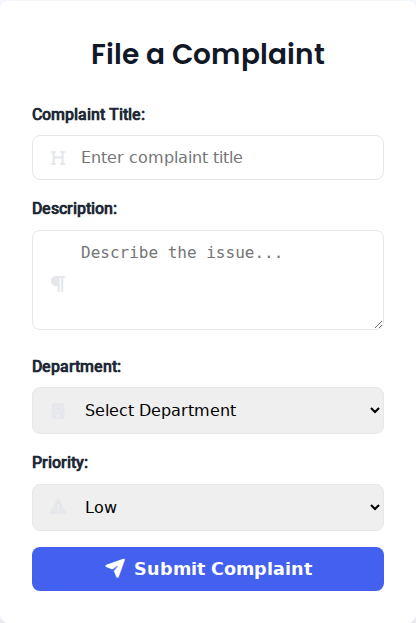 File a Complaint
Complaint Title:
Enter complaint title
Description:
Describe the issue...
Department:
Select Department
Priority:
Low
Submit Complaint